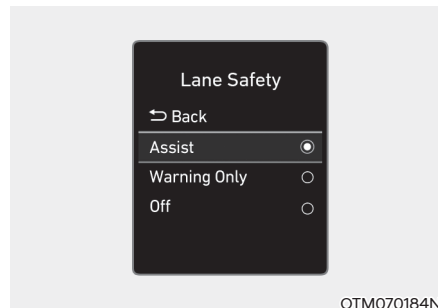 Lane Safety
Back
Assist
Warning Only
Off
OTM070184N